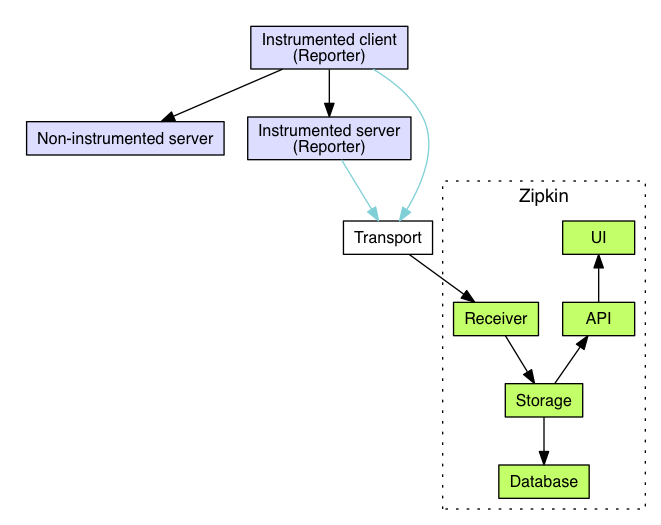 Instrumented client
(Reporter)
Non-instrumented server
Instrumented server
(Reporter)
Zipkin
Transport
UI
Receiver
API
Storage
Database